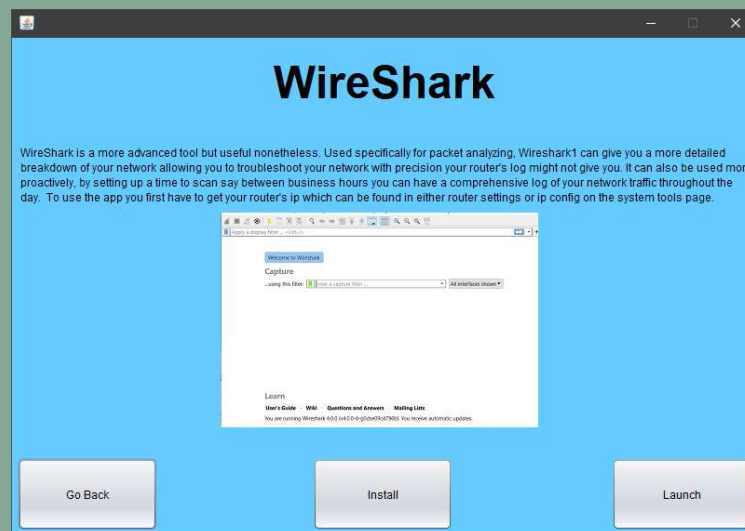 WireShark
WireShark is a more advanced tool but useful nonetheless. Used specifically for packet analyzing, Wireshark1 can give you a more detailed
breakdown of your network allowing you to troubleshoot your network with precision your router's log might not give you. It can also be used mor
proactively, by setting up a time to scan say between business hours you can have a comprehensive log of your network traffic throughout the
day. To use the app you first have to get your router's ip which can be found in either router settings or ip config on the system tools page.
Apply a display filter ... <Ctrl-/>
Welcome to Wireshark
Capture
...using this filter: Enter a capture filter ... All interfaces shown
Learn
User's Guide · Wiki · Questions and Answers · Mailing Lists
You are running Wireshark 4.0.0 You receive automatic updates.
Go Back Install Launch